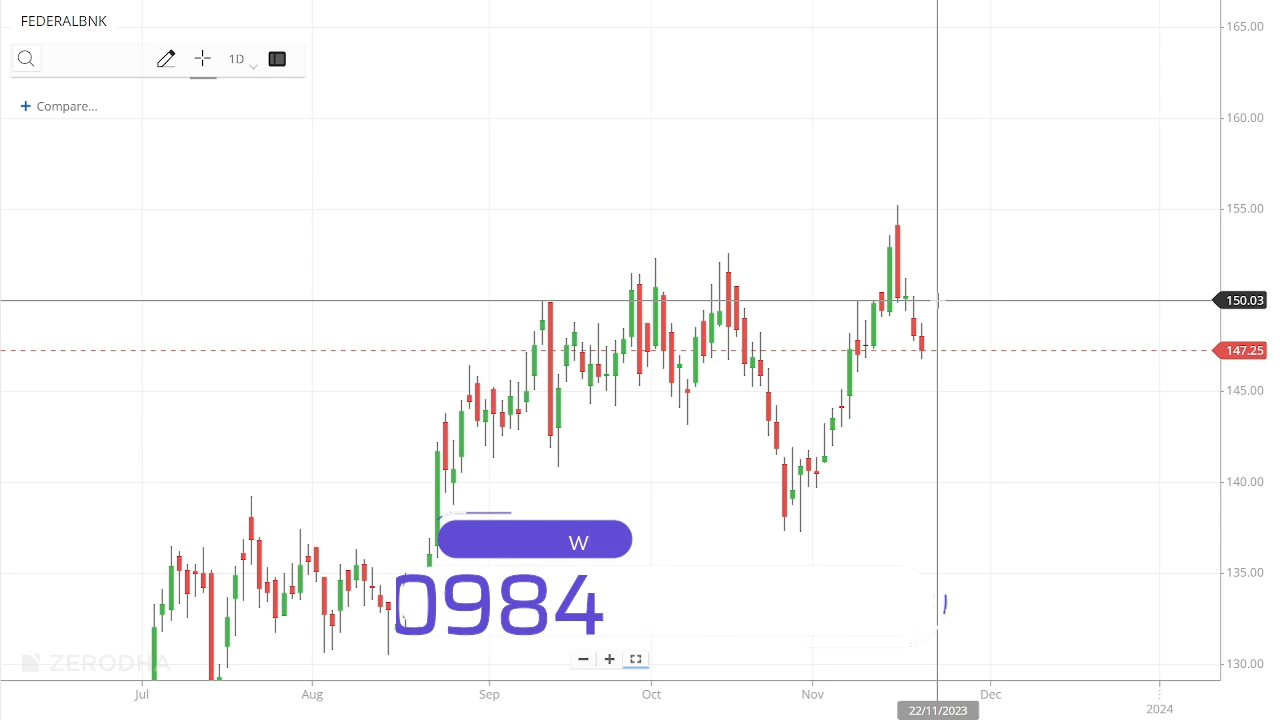 FEDERALBNK
1D
+ Compare...
165.00
160.00
155.00
150.03
147.25
145.00
140.00
135.00
130.00
W
0984
ZERODHA
Jul Aug Sep Oct Nov Dec
22/11/2023
2024